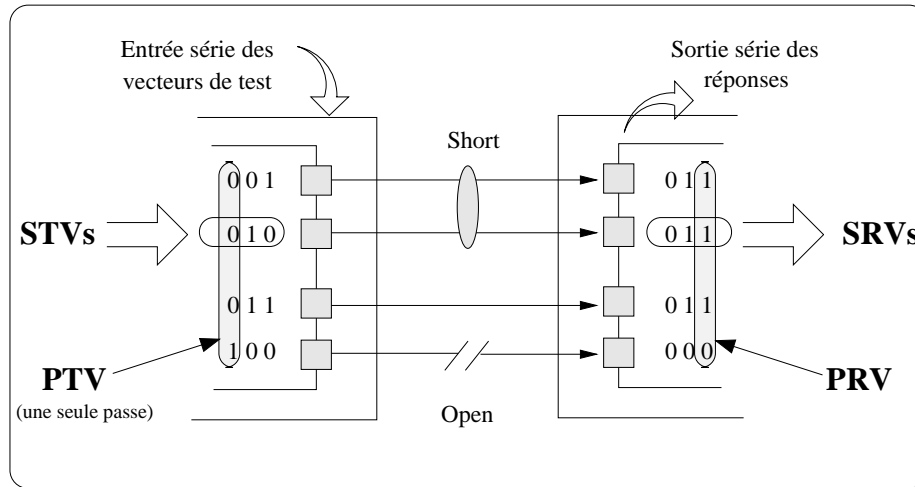 Entrée série des
vecteurs de test
Sortie série des
réponses
Short
0 0 1
0 1 1
STVs
0 1 0
0 1 1
SRVs
0 1 1
0 1 1
1 0 0
0 0 0
PTV
(une seule passe)
PRV
Open